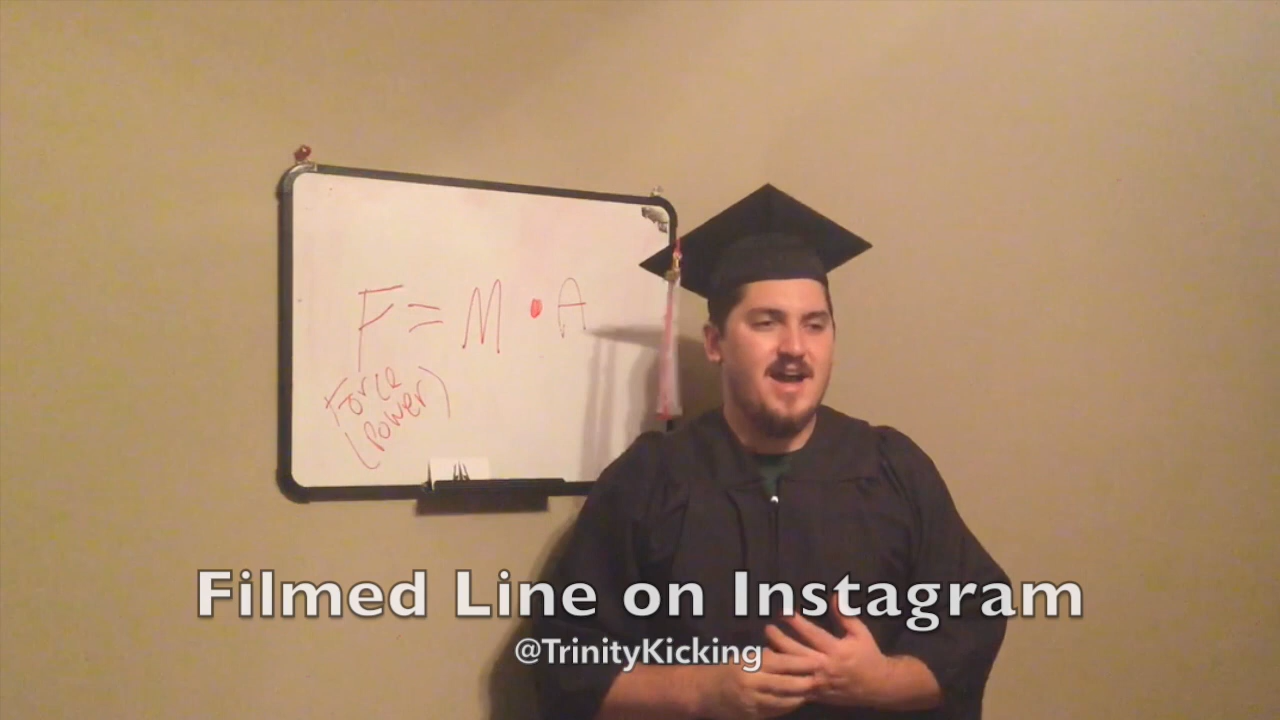 F = M • A
Force
(Power)
Filmed Line on Instagram
@TrinityKicking